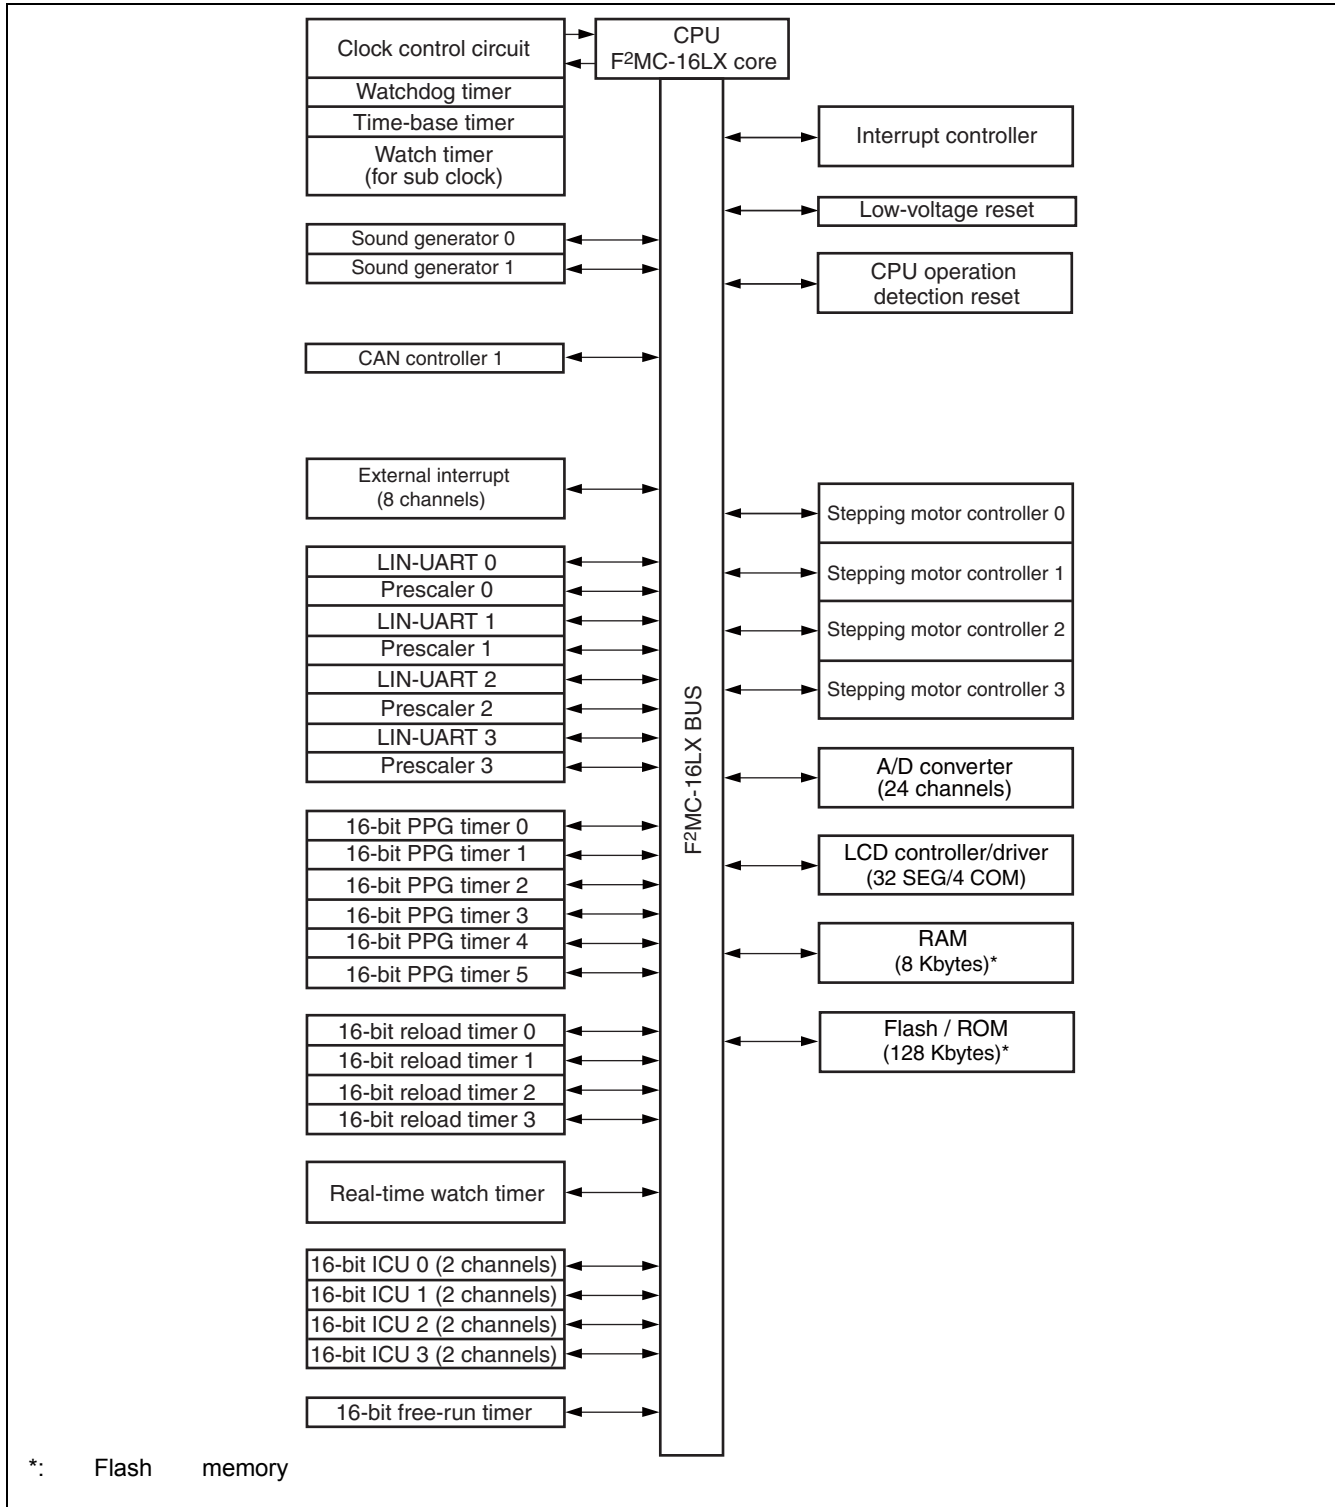 Clock control circuit
Watchdog timer
Time-base timer
Watch timer
(for sub clock)
CPU
F²MC-16LX core
Sound generator 0
Sound generator 1
CAN controller 1
External interrupt
(8 channels)
LIN-UART 0
Prescaler 0
LIN-UART 1
Prescaler 1
LIN-UART 2
Prescaler 2
LIN-UART 3
Prescaler 3
16-bit PPG timer 0
16-bit PPG timer 1
16-bit PPG timer 2
16-bit PPG timer 3
16-bit PPG timer 4
16-bit PPG timer 5
16-bit reload timer 0
16-bit reload timer 1
16-bit reload timer 2
16-bit reload timer 3
Real-time watch timer
16-bit ICU 0 (2 channels)
16-bit ICU 1 (2 channels)
16-bit ICU 2 (2 channels)
16-bit ICU 3 (2 channels)
16-bit free-run timer
F²MC-16LX BUS
Interrupt controller
Low-voltage reset
CPU operation
detection reset
Stepping motor controller 0
Stepping motor controller 1
Stepping motor controller 2
Stepping motor controller 3
A/D converter
(24 channels)
LCD controller/driver
(32 SEG/4 COM)
RAM
(8 Kbytes)*
Flash / ROM
(128 Kbytes)*
*: Flash memory